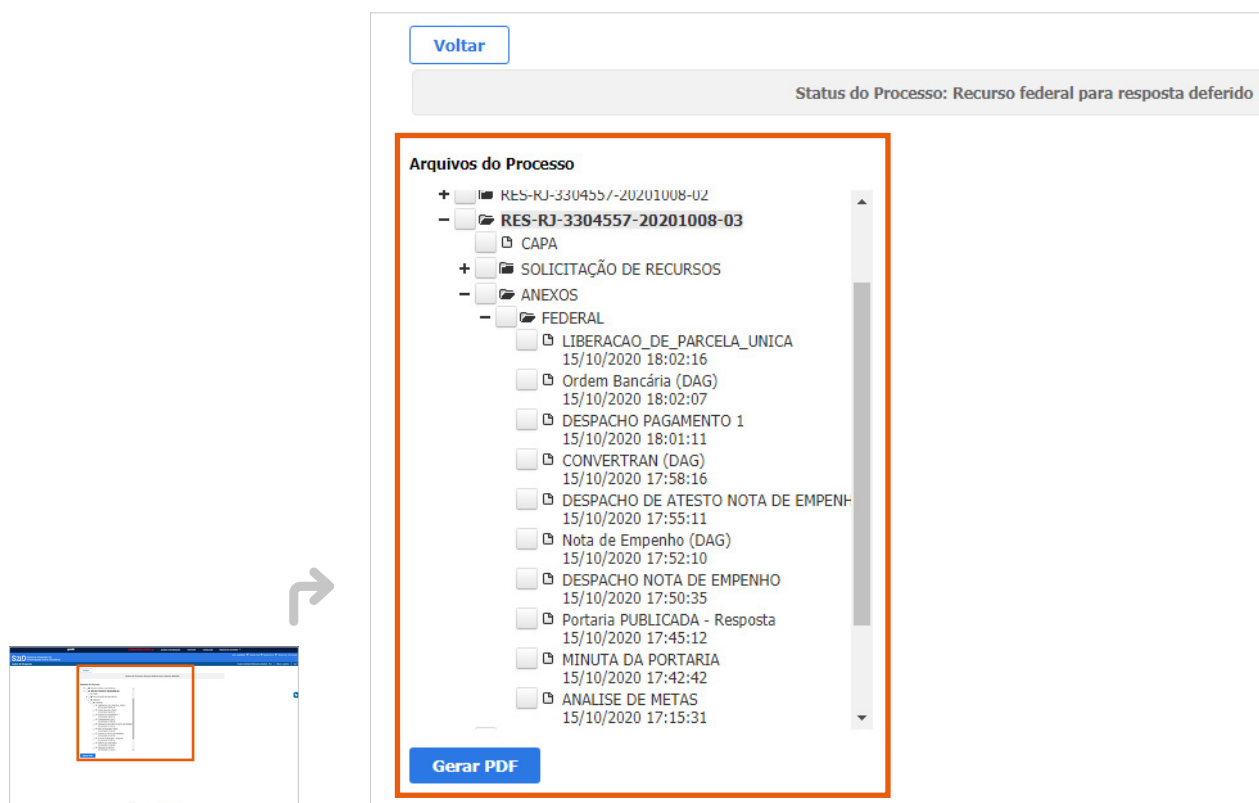 Voltar
Status do Processo: Recurso federal para resposta deferido
Arquivos do Processo
RES-RJ-3304557-20201008-02
RES-RJ-3304557-20201008-03
CAPA
SOLICITAÇÃO DE RECURSOS
ANEXOS
FEDERAL
LIBERACAO_DE_PARCELA_UNICA
15/10/2020 18:02:16
Ordem Bancária (DAG)
15/10/2020 18:02:07
DESPACHO PAGAMENTO 1
15/10/2020 18:01:11
CONVERTRAN (DAG)
15/10/2020 17:58:16
DESPACHO DE ATESTO NOTA DE EMPENH
15/10/2020 17:55:11
Nota de Empenho (DAG)
15/10/2020 17:52:10
DESPACHO NOTA DE EMPENHO
15/10/2020 17:50:35
Portaria PUBLICADA - Resposta
15/10/2020 17:45:12
MINUTA DA PORTARIA
15/10/2020 17:42:42
ANALISE DE METAS
15/10/2020 17:15:31
Gerar PDF
S2iD